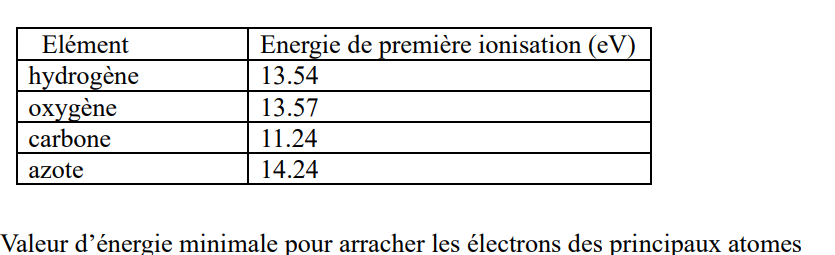 Elément Energie de première ionisation (eV)
hydrogène 13.54
oxygène 13.57
carbone 11.24
azote 14.24
Valeur d’énergie minimale pour arracher les électrons des principaux atomes